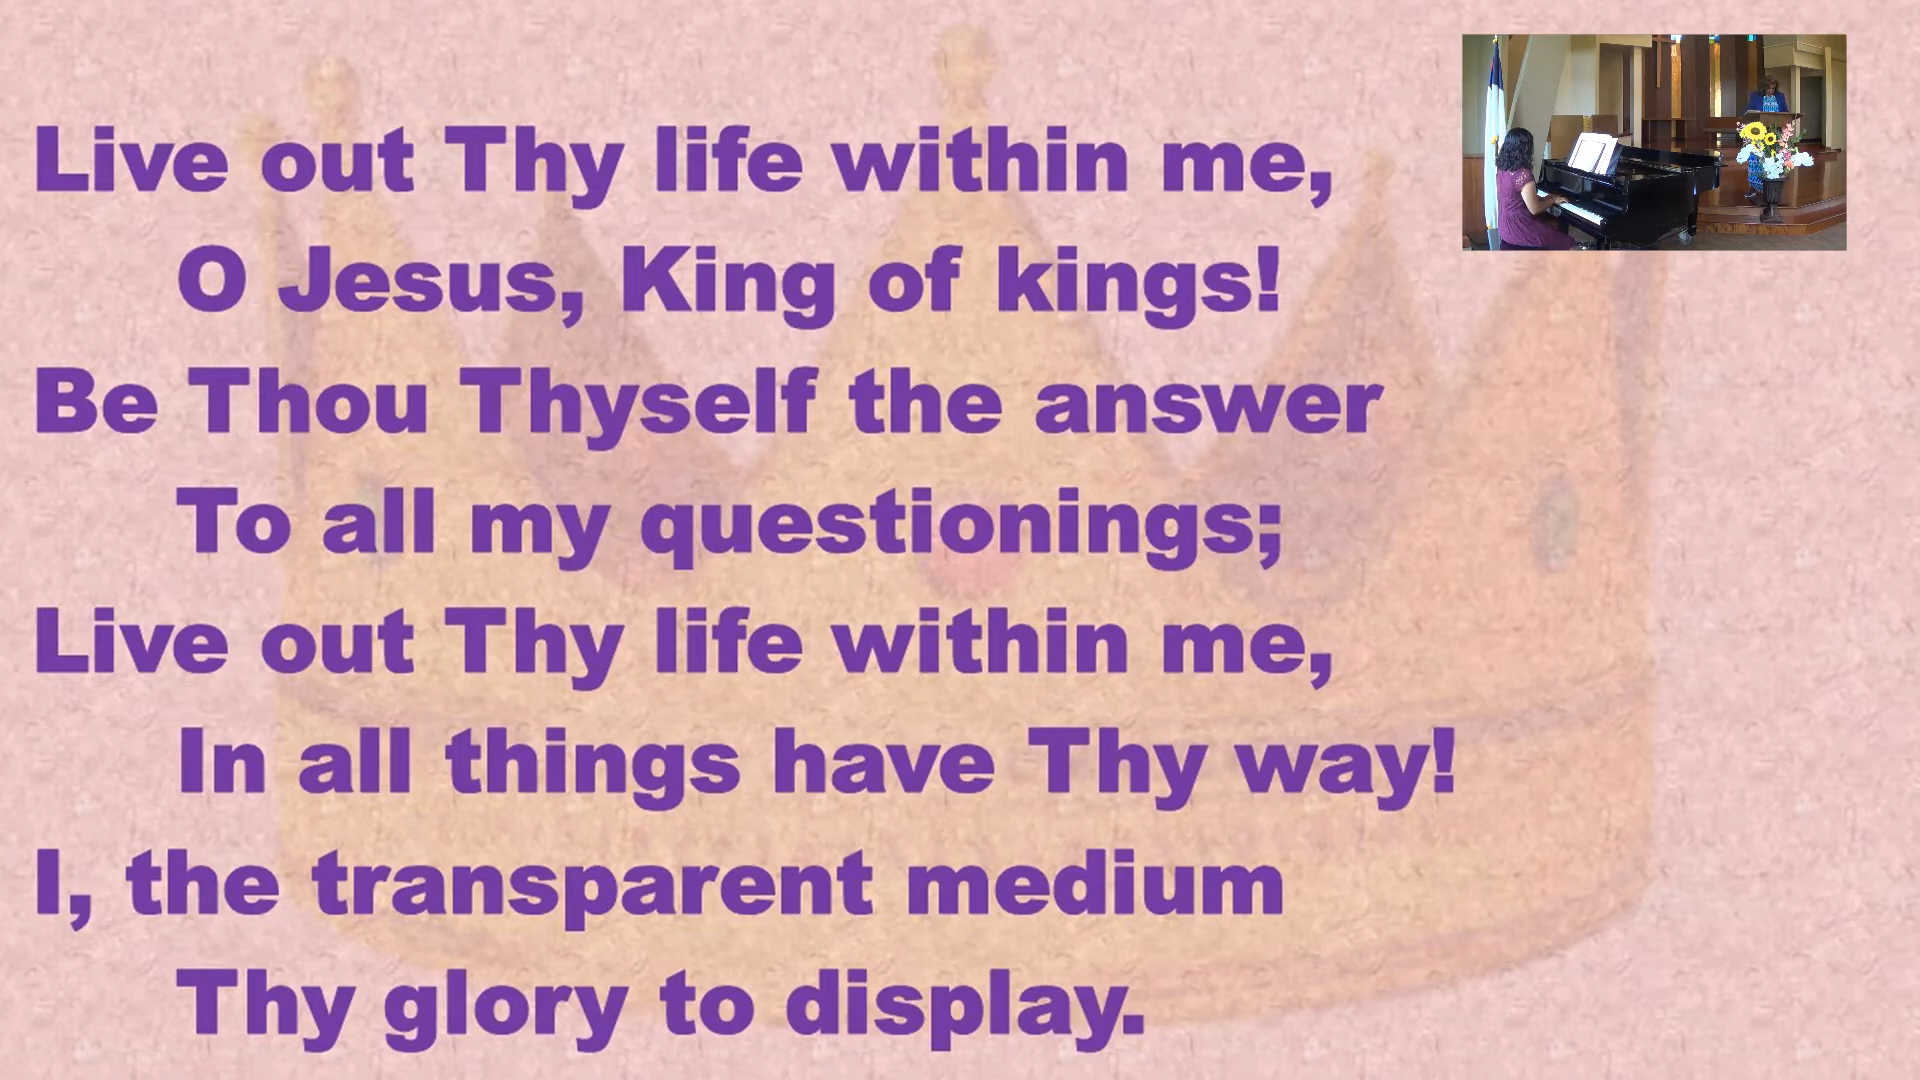 Live out Thy life within me,
O Jesus, King of kings!
Be Thou Thyself the answer
To all my questionings;
Live out Thy life within me,
In all things have Thy way!
I, the transparent medium
Thy glory to display.